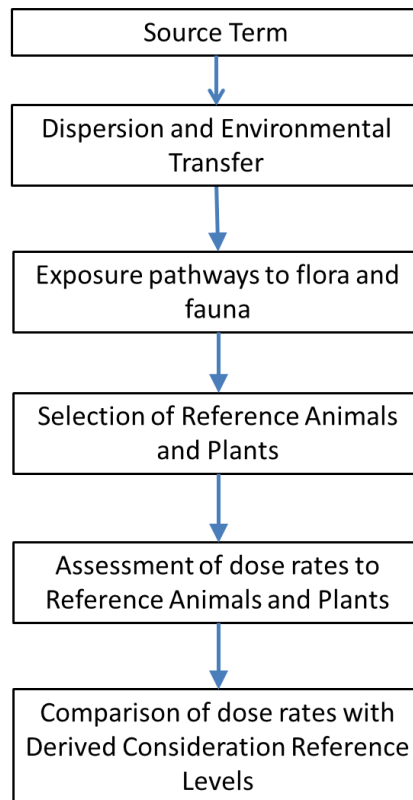 Source Term
Dispersion and Environmental
Transfer
Exposure pathways to flora and
fauna
Selection of Reference Animals
and Plants
Assessment of dose rates to
Reference Animals and Plants
Comparison of dose rates with
Derived Consideration Reference
Levels